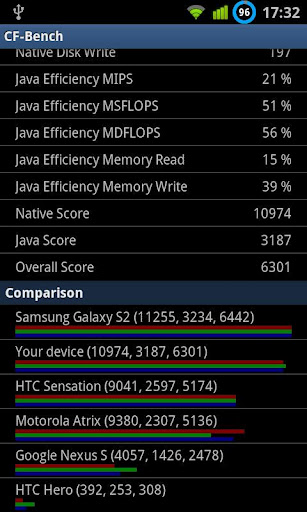 96 17:32
CF-Bench
Native Disk Write 197
Java Efficiency MIPS 21 %
Java Efficiency MSFLOPS 51 %
Java Efficiency MDFLOPS 56 %
Java Efficiency Memory Read 15 %
Java Efficiency Memory Write 39 %
Native Score 10974
Java Score 3187
Overall Score 6301
Comparison
Samsung Galaxy S2 (11255, 3234, 6442)
Your device (10974, 3187, 6301)
HTC Sensation (9041, 2597, 5174)
Motorola Atrix (9380, 2307, 5136)
Google Nexus S (4057, 1426, 2478)
HTC Hero (392, 253, 308)